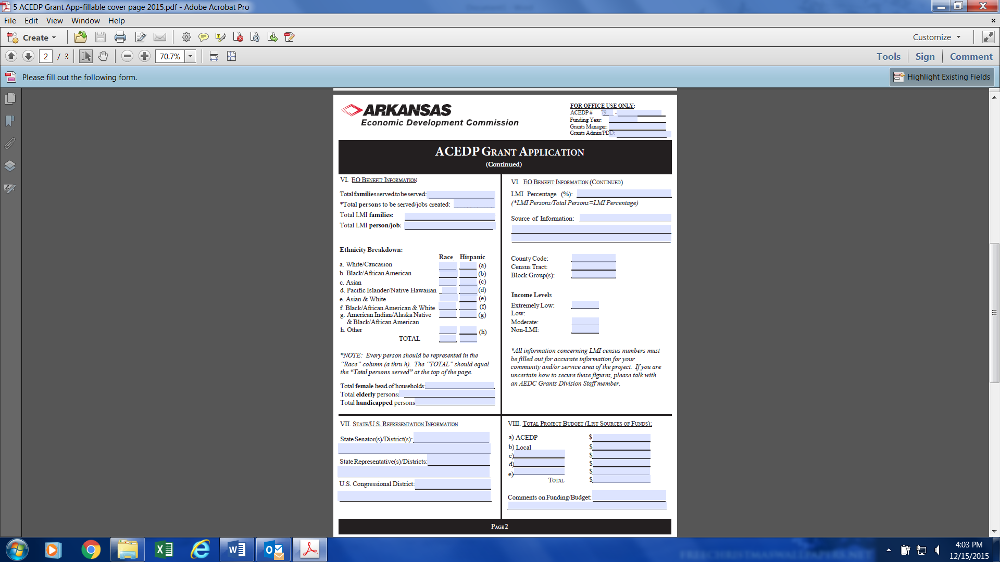 5 ACEDP Grant App-fillable cover page 2015.pdf - Adobe Acrobat Pro
File Edit View Window Help
Create
Customize
2 / 3
70.7%
Tools Sign Comment
Please fill out the following form.
Highlight Existing Fields
ARKANSAS
Economic Development Commission
FOR OFFICE USE ONLY:
ACEDP # 79 -
Funding Year:
Grants Manager:
Grants Admin/PDD:
ACEDP GRANT APPLICATION
(Continued)
VI. EO BENEFIT INFORMATION
Total families served to be served:
*Total persons to be served/jobs created:
Total LMI families:
Total LMI person/job:
Ethnicity Breakdown:
Race Hispanic
a. White/Caucasion (a)
b. Black/African American (b)
c. Asian (c)
d. Pacific Islander/Native Hawaiian (d)
e. Asian & White (e)
f. Black/African American & White (f)
g. American Indian/Alaska Native (g)
& Black/African American
h. Other (h)
TOTAL
*NOTE: Every person should be represented in the
"Race" column (a thru h). The "TOTAL" should equal
the "Total persons served" at the top of the page.
Total female head of households:
Total elderly persons:
Total handicapped persons
VI. EO BENEFIT INFORMATION (CONTINUED)
LMI Percentage (%):
(*LMI Persons/Total Persons=LMI Percentage)
Source of Information:
County Code:
Census Tract:
Block Group(s):
Income Levels
Extremely Low:
Low:
Moderate:
Non-LMI:
*All information concerning LMI census numbers must
be filled out for accurate information for your
community and/or service area of the project. If you are
uncertain how to secure these figures, please talk with
an AEDC Grants Division Staff member.
VII. STATE/U.S. REPRESENTATION INFORMATION
State Senator(s)/District(s):
State Representative(s)/Districts:
U.S. Congressional District:
VIII. TOTAL PROJECT BUDGET (LIST SOURCES OF FUNDS):
a) ACEDP $
b) Local $
c) $
d) $
e) $
TOTAL $
Comments on Funding/Budget:
PAGE 2
FREECHRISTMASWALLPAPERS.NET
4:03 PM
12/15/2015